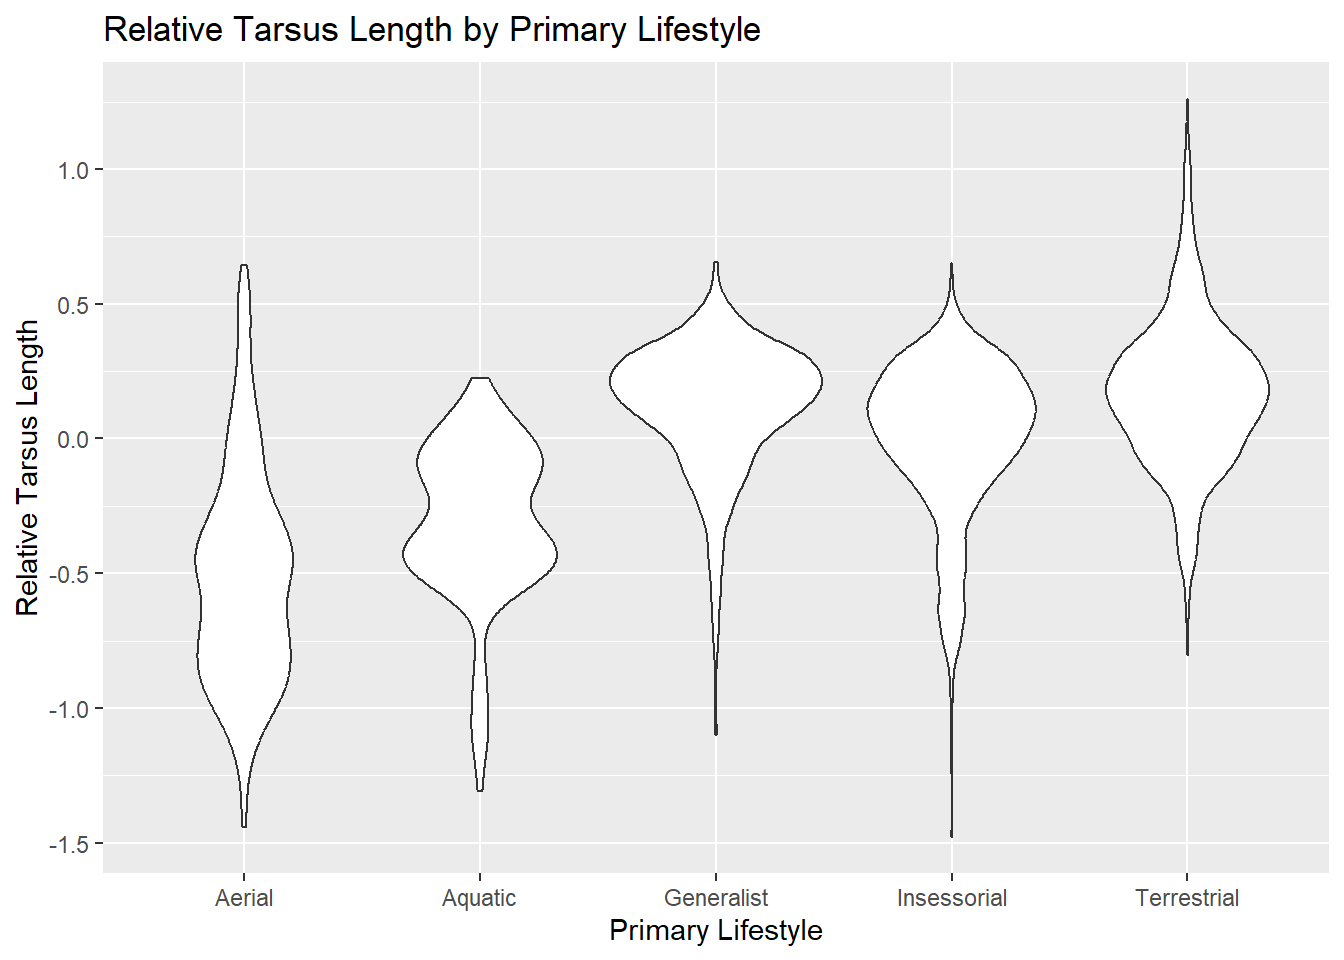 Relative Tarsus Length by Primary Lifestyle
Relative Tarsus Length
1.0
0.5
0.0
-0.5
-1.0
-1.5
Aerial Aquatic Generalist Insessorial Terrestrial
Primary Lifestyle